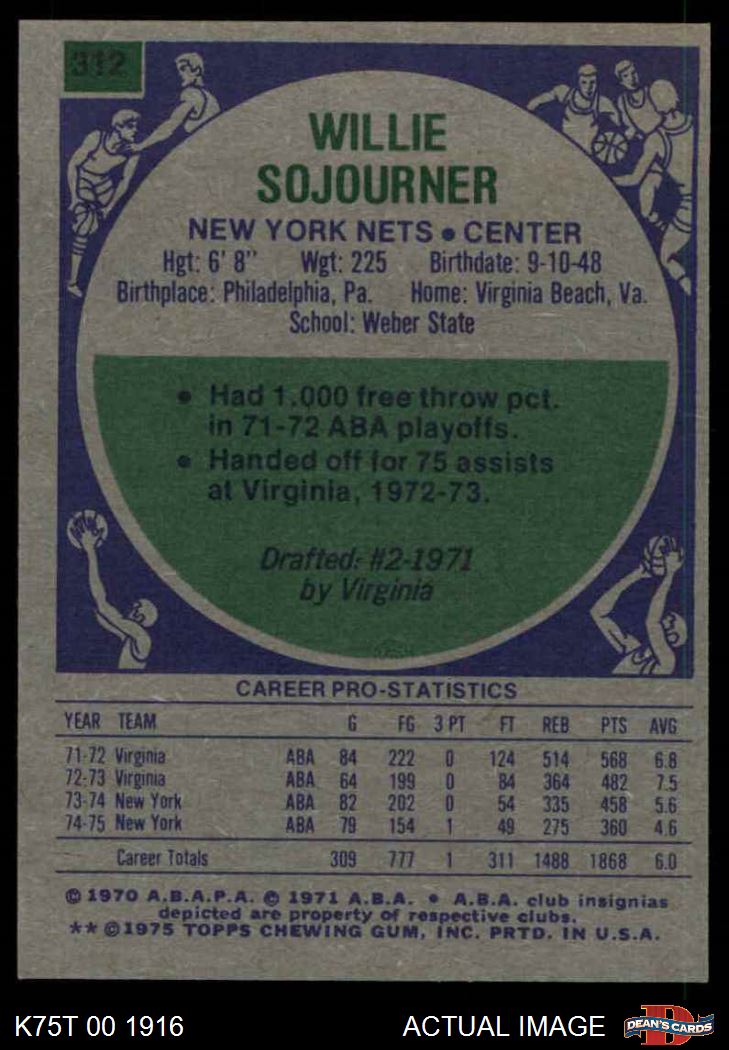 312
WILLIE
SOJOURNER
NEW YORK NETS • CENTER
Hgt: 6' 8" Wgt: 225 Birthdate: 9-10-48
Birthplace: Philadelphia, Pa. Home: Virginia Beach, Va.
School: Weber State
• Had 1.000 free throw pct.
in 71-72 ABA playoffs.
• Handed off for 75 assists
at Virginia, 1972-73.
Drafted: #2-1971
by Virginia
CAREER PRO-STATISTICS
YEAR TEAM G FG 3 PT FT REB PTS AVG
71-72 Virginia ABA 84 222 0 124 514 568 6.8
72-73 Virginia ABA 64 199 0 84 364 482 7.5
73-74 New York ABA 82 202 0 54 335 458 5.6
74-75 New York ABA 79 154 1 49 275 360 4.6
Career Totals 309 777 1 311 1488 1868 6.0
© 1970 A.B.A.P.A. © 1971 A.B.A. • A.B.A. club insignias
depicted are property of respective clubs.
** ©1975 TOPPS CHEWING GUM, INC. PRTD. IN U.S.A.
K75T 00 1916 ACTUAL IMAGE D DEAN'S CARDS